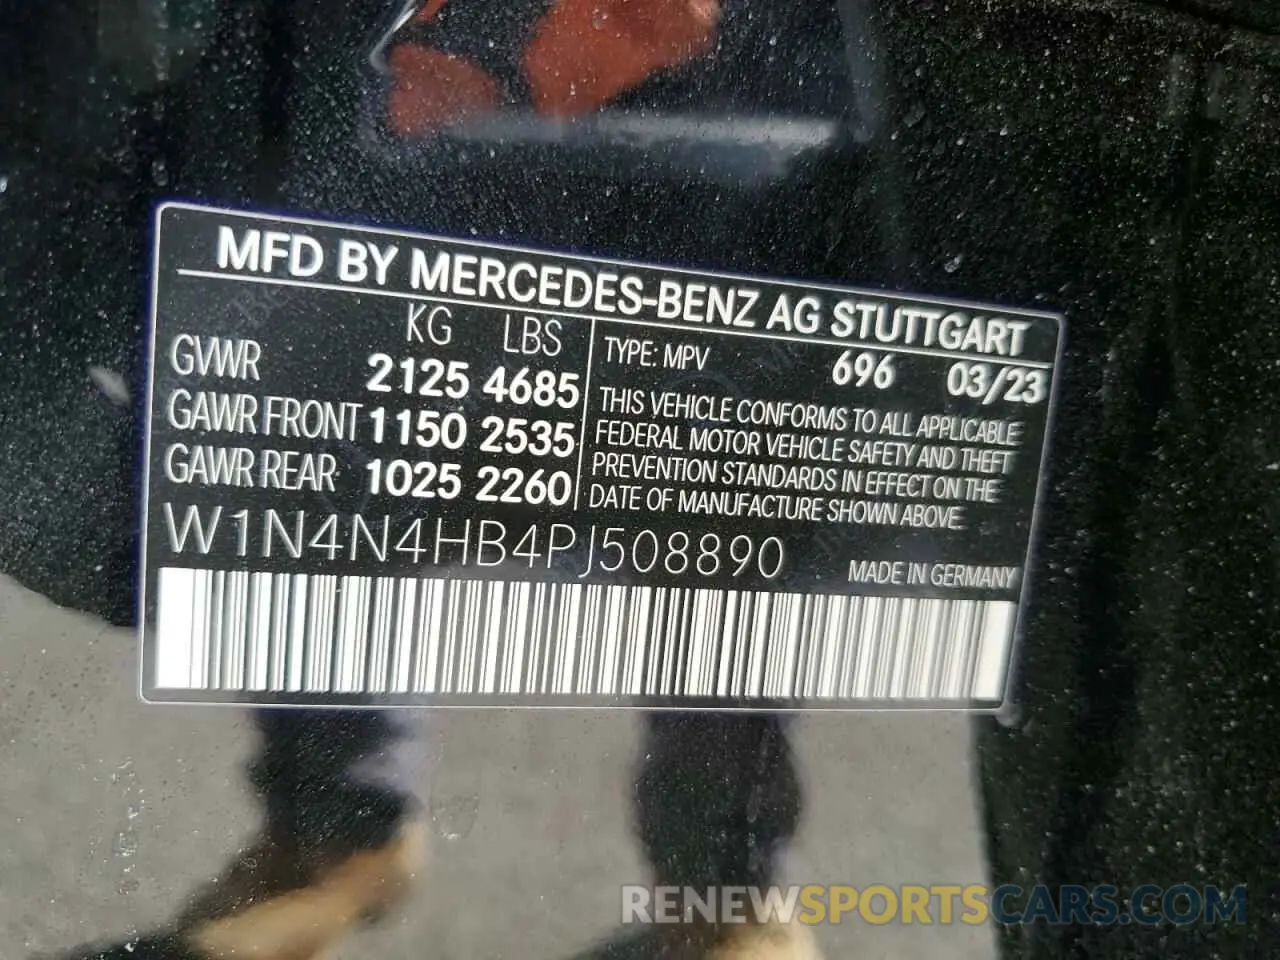 MFD BY MERCEDES-BENZ AG STUTTGART
KG LBS
GVWR 2125 4685
GAWR FRONT 1150 2535
GAWR REAR 1025 2260
TYPE: MPV 696 03/23
THIS VEHICLE CONFORMS TO ALL APPLICABLE
FEDERAL MOTOR VEHICLE SAFETY AND THEFT
PREVENTION STANDARDS IN EFFECT ON THE
DATE OF MANUFACTURE SHOWN ABOVE
W1N4N4HB4PJ508890
MADE IN GERMANY
RENEWSPORTSCARS.COM